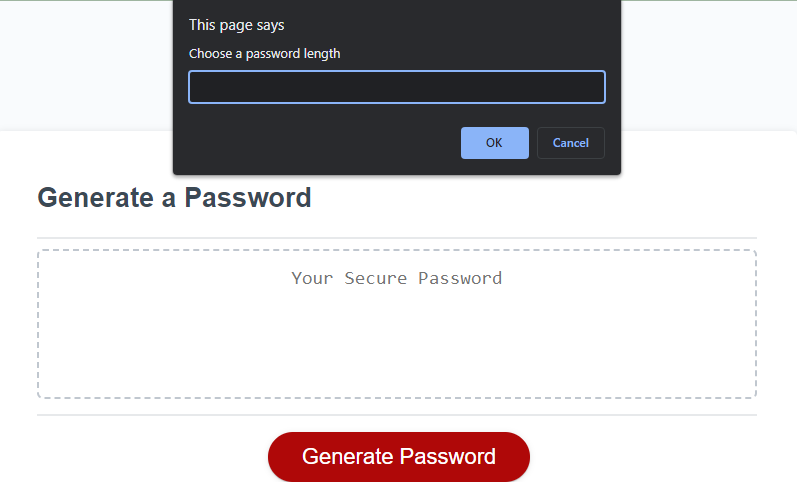 This page says
Choose a password length
OK
Cancel
Generate a Password
Your Secure Password
Generate Password